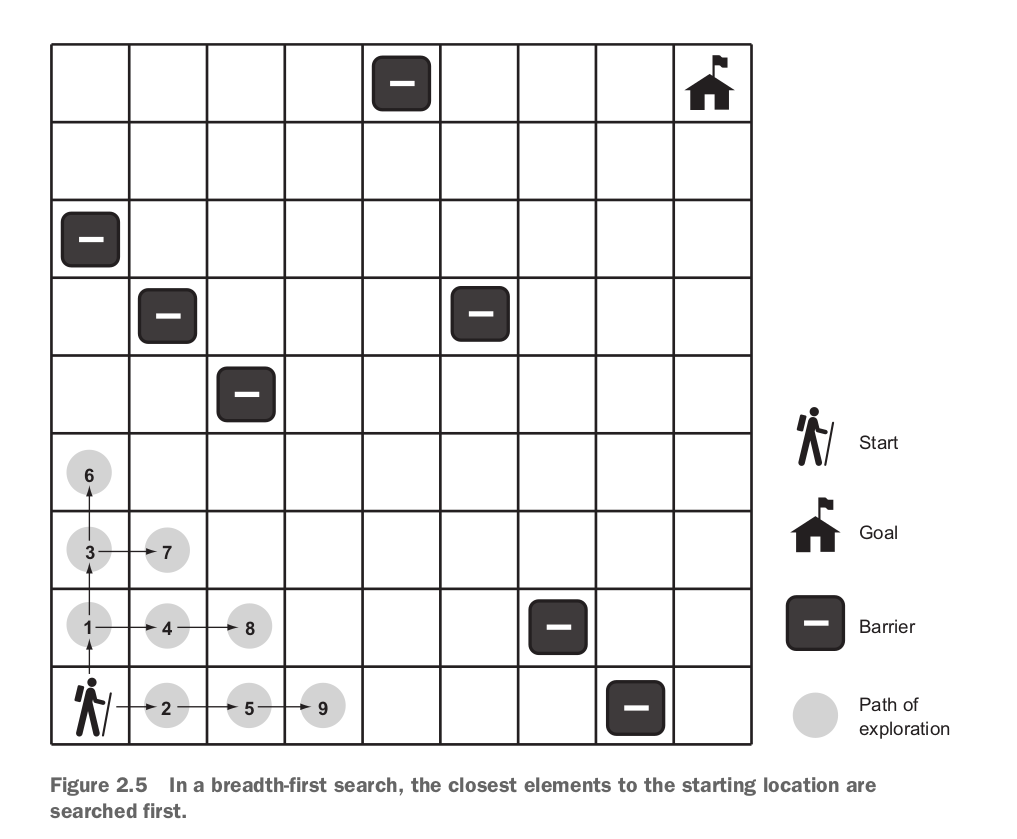 Start
6
Goal
3 7
1 4 8
Barrier
2 5 9
Path of
exploration
Figure 2.5 In a breadth-first search, the closest elements to the starting location are
searched first.